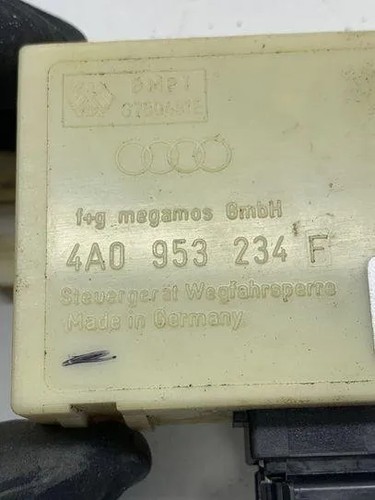 f+g megamos GmbH
4A0 953 234 F
Steuergerät Wegfahrsperre
Made in Germany